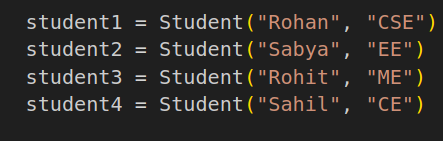 student1 = Student("Rohan", "CSE")
student2 = Student("Sabya", "EE")
student3 = Student("Rohit", "ME")
student4 = Student("Sahil", "CE")